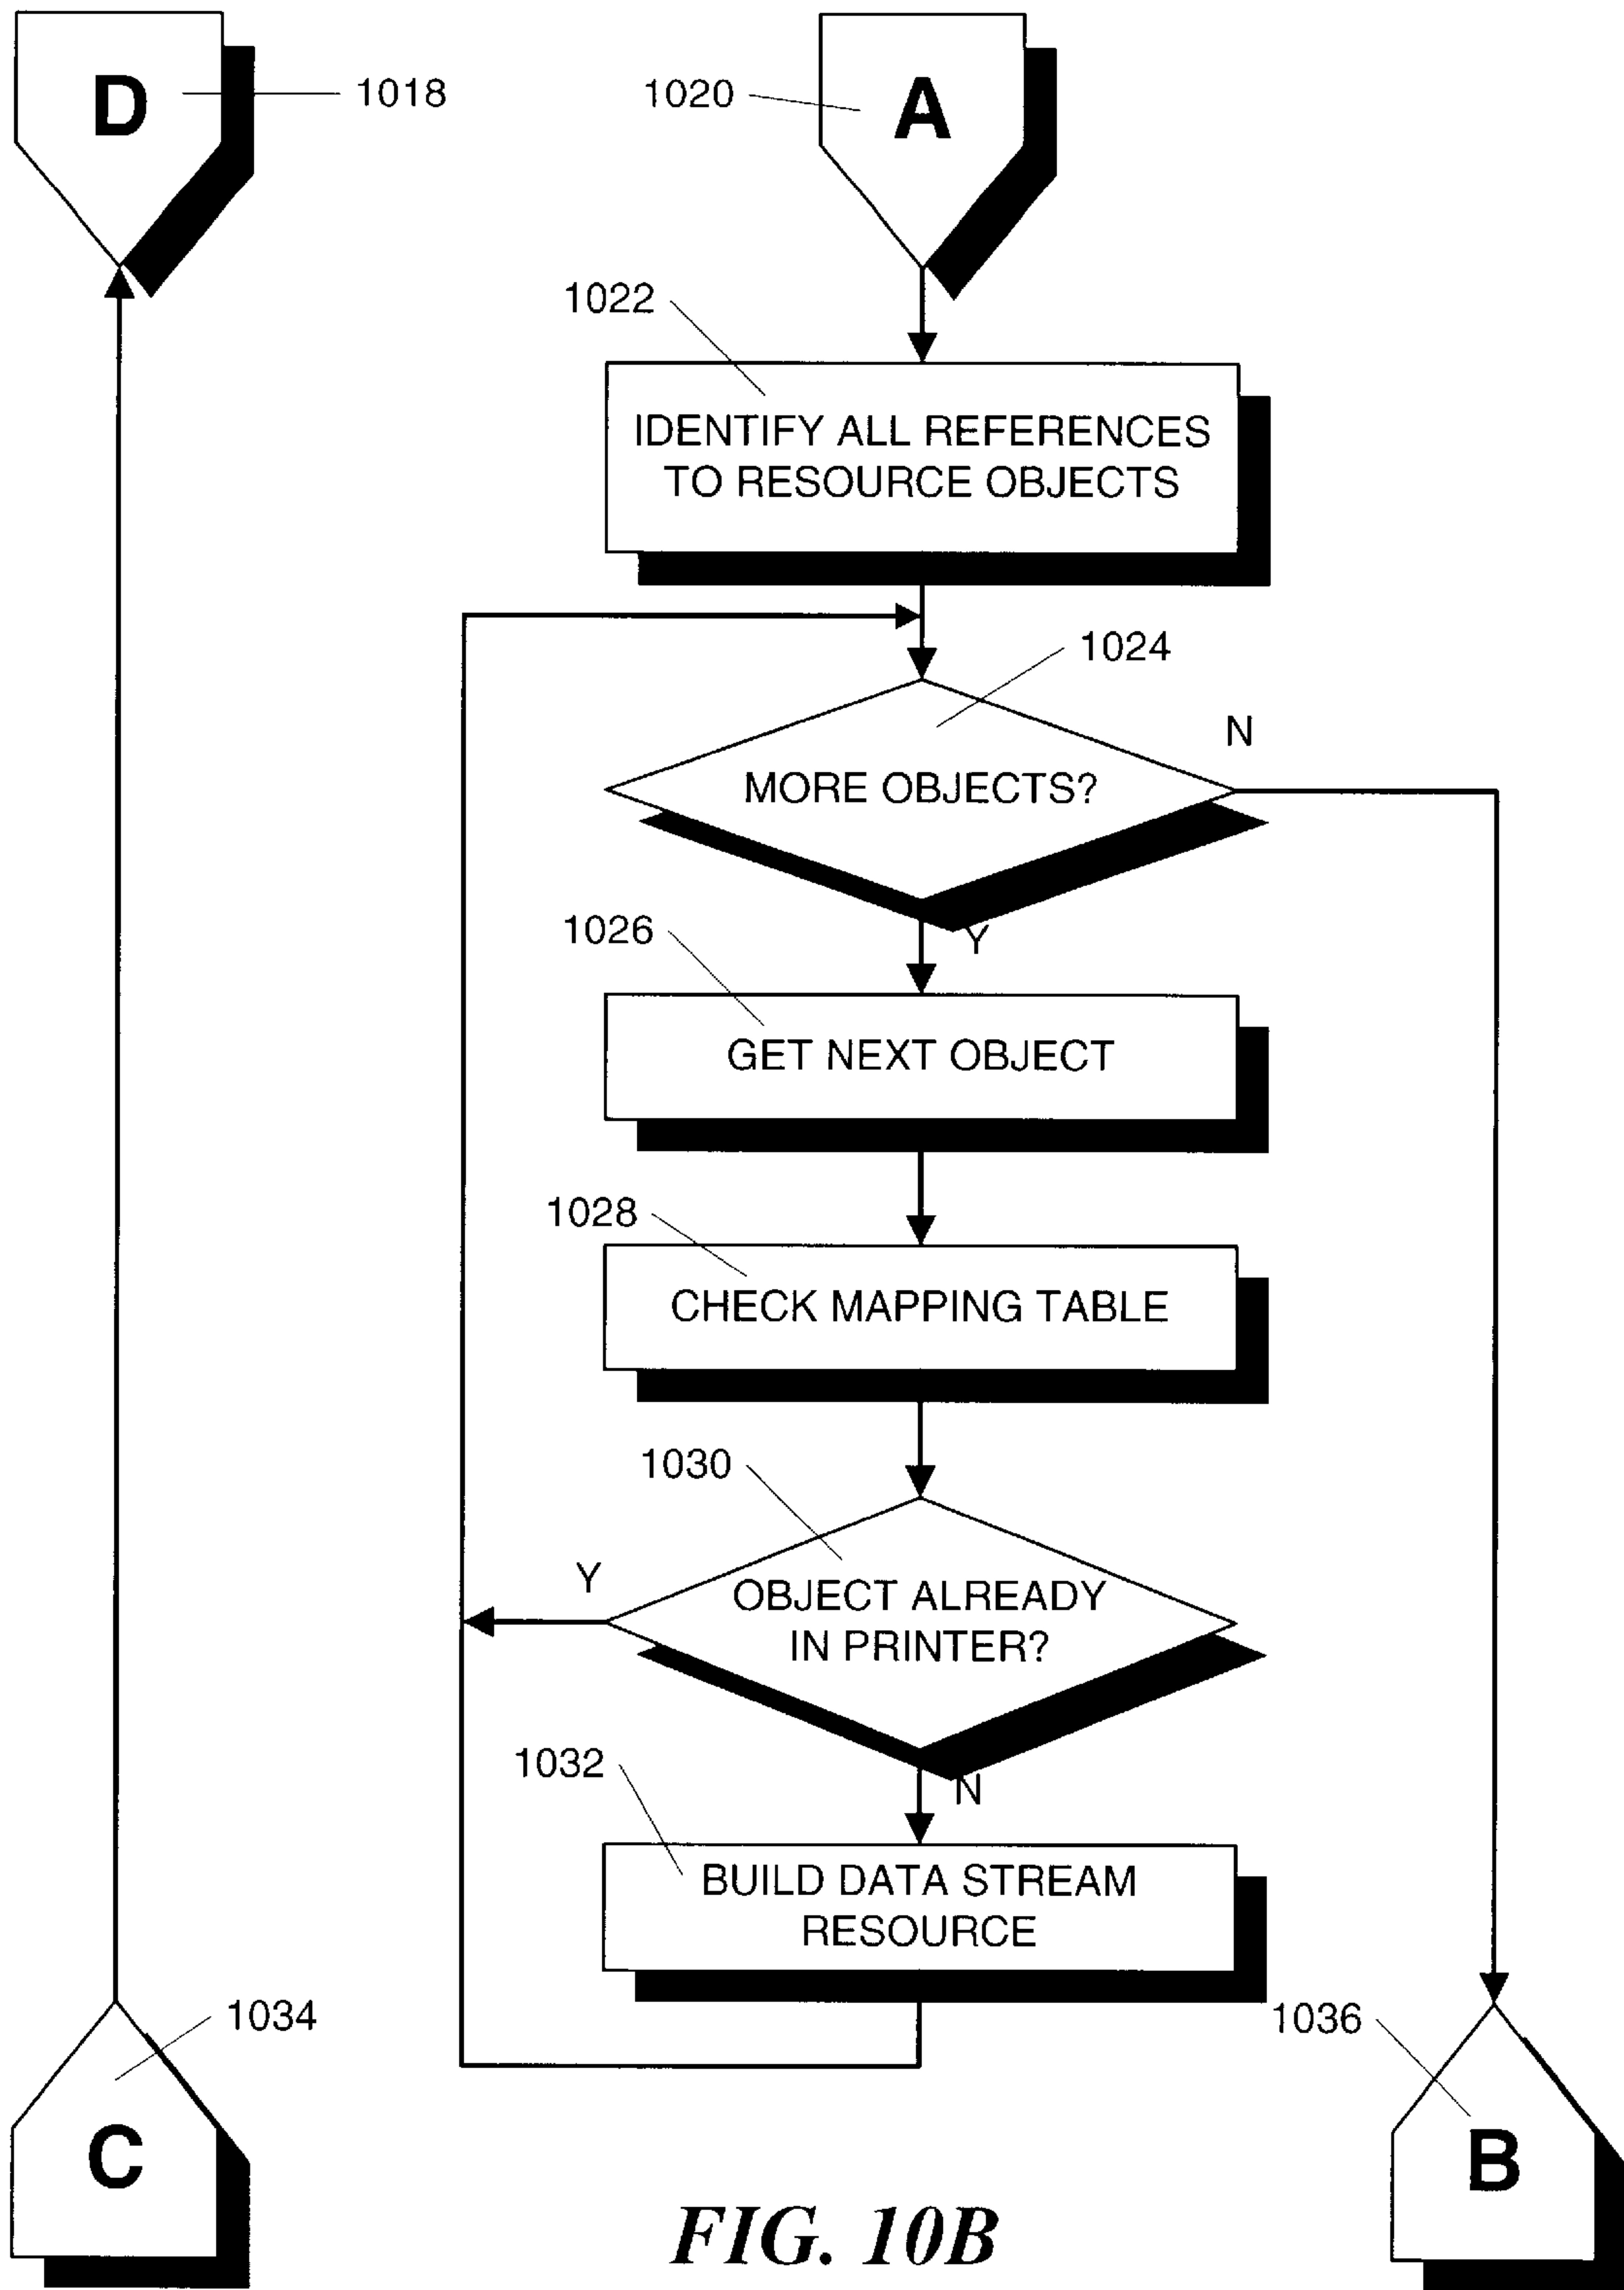 D
1018
1020
A
1022
IDENTIFY ALL REFERENCES
TO RESOURCE OBJECTS
1024
N
MORE OBJECTS?
Y
1026
GET NEXT OBJECT
1028
CHECK MAPPING TABLE
1030
Y
OBJECT ALREADY
IN PRINTER?
N
1032
BUILD DATA STREAM
RESOURCE
1034
C
1036
B
FIG. 10B